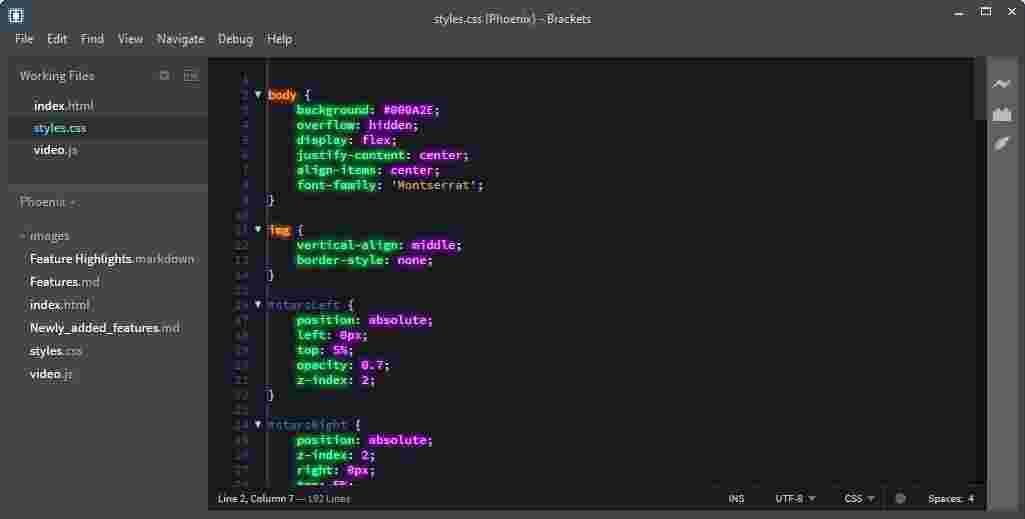 styles.css (Phoenix) - Brackets
File Edit Find View Navigate Debug Help
Working Files
index.html
styles.css
video.js
Phoenix
images
Feature Highlights.markdown
Features.md
index.html
Newly_added_features.md
styles.css
video.js
1
2 body {
3 background: #000A2E;
4 overflow: hidden;
5 display: flex;
6 justify-content: center;
7 align-items: center;
8 font-family: 'Montserrat';
9 }
10
11 img {
12 vertical-align: middle;
13 border-style: none;
14 }
15
16 #starsLeft {
17 position: absolute;
18 left: 0px;
19 top: 5%;
20 opacity: 0.7;
21 z-index: 2;
22 }
23
24 #starsRight {
25 position: absolute;
26 z-index: 2;
27 right: 0px;
28 top: 5%;
Line 2, Column 7 — 192 Lines
INS UTF-8 CSS Spaces: 4